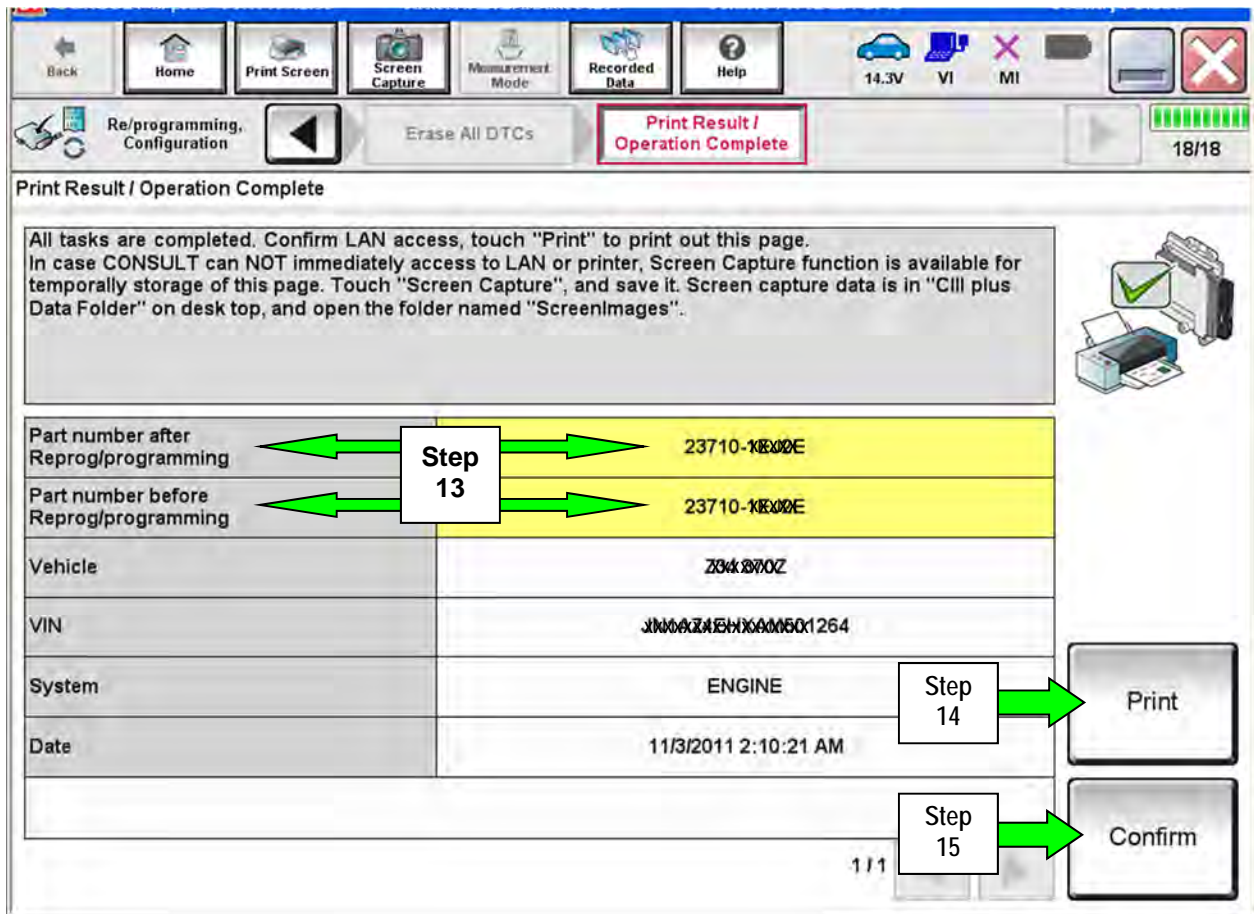 Back
Home
Print Screen
Screen
Capture
Measurement
Mode
Recorded
Data
Help
14.3V
VI
MI
Re/programming,
Configuration
Erase All DTCs
Print Result /
Operation Complete
18/18
Print Result / Operation Complete
All tasks are completed. Confirm LAN access, touch "Print" to print out this page.
In case CONSULT can NOT immediately access to LAN or printer, Screen Capture function is available for
temporally storage of this page. Touch "Screen Capture", and save it. Screen capture data is in "CIII plus
Data Folder" on desk top, and open the folder named "ScreenImages".
Part number after
Reprog/programming
23710-
Step
13
Part number before
Reprog/programming
23710-
Vehicle
VIN
1264
System
ENGINE
Step
14
Print
Date
11/3/2011 2:10:21 AM
Step
15
Confirm
1/1